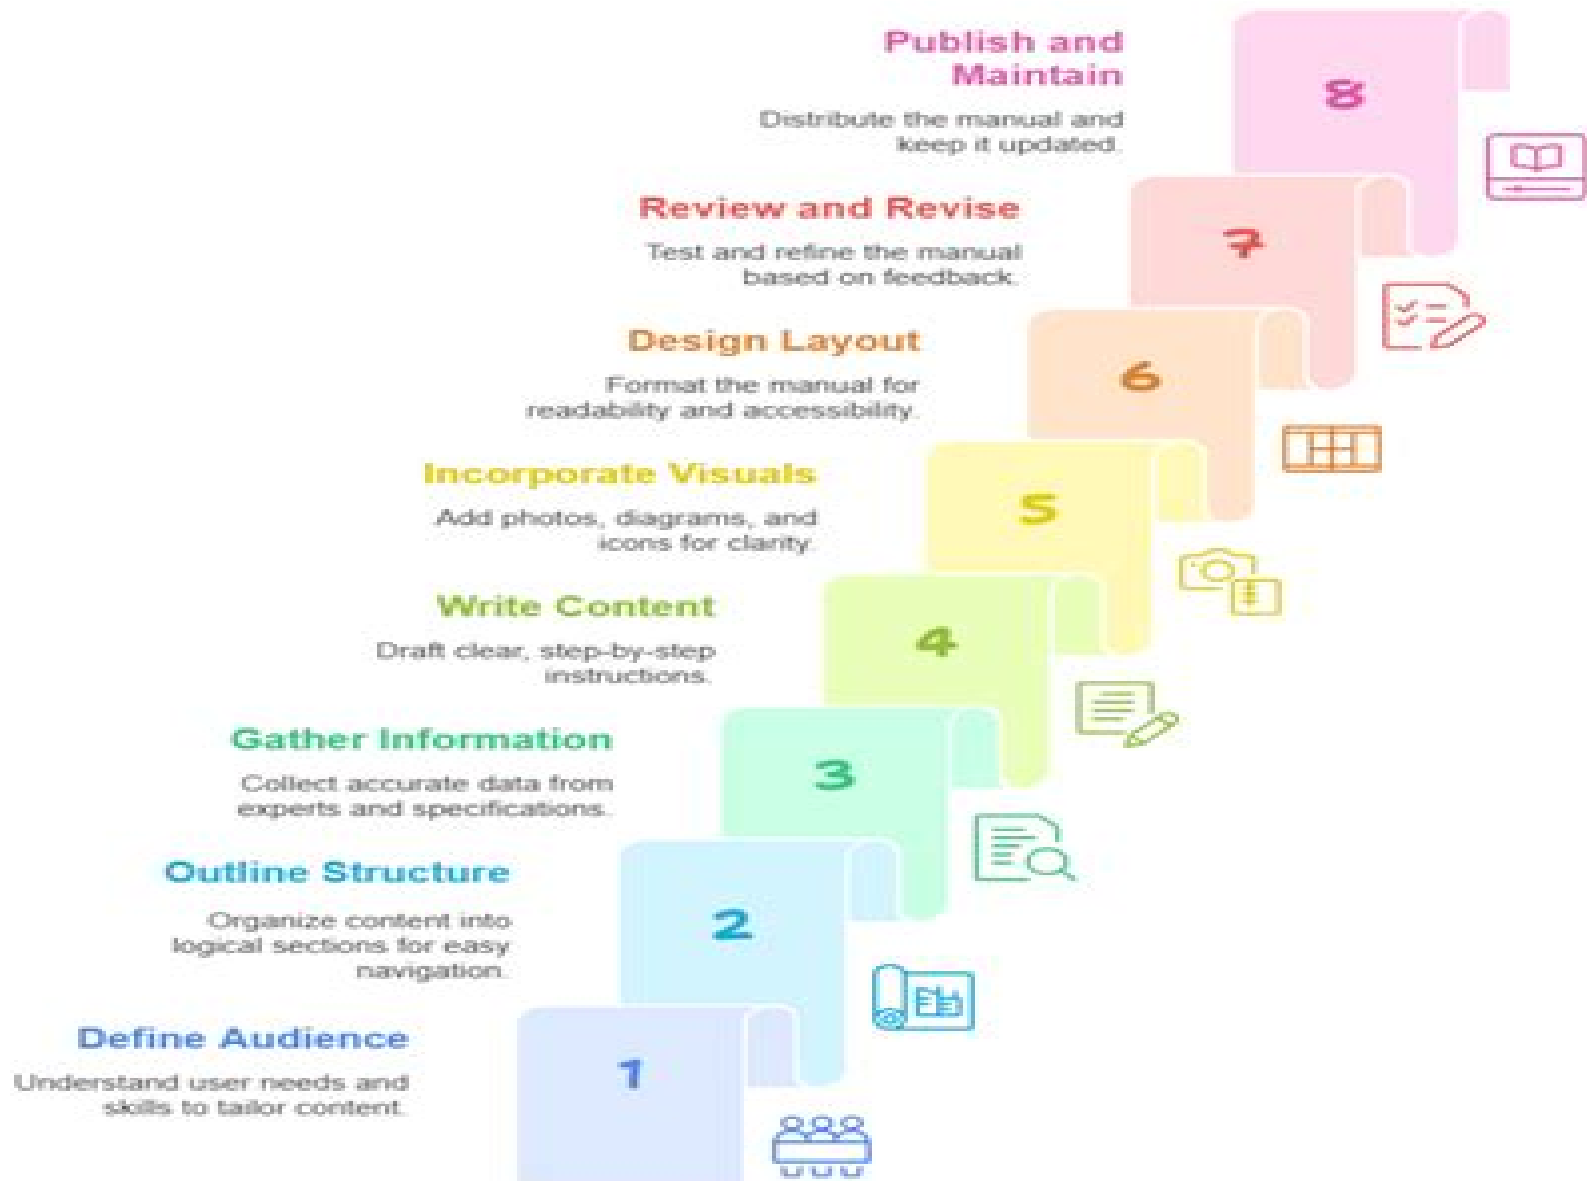 Publish and
Maintain
8
Distribute the manual and
keep it updated.
Review and Revise
7
Test and refine the manual
based on feedback.
Design Layout
6
Format the manual for
readability and accessibility.
Incorporate Visuals
5
Add photos, diagrams, and
icons for clarity.
Write Content
4
Draft clear, step-by-step
instructions.
Gather Information
3
Collect accurate data from
experts and specifications.
Outline Structure
2
Organize content into
logical sections for easy
navigation.
Define Audience
1
Understand user needs and
skills to tailor content.